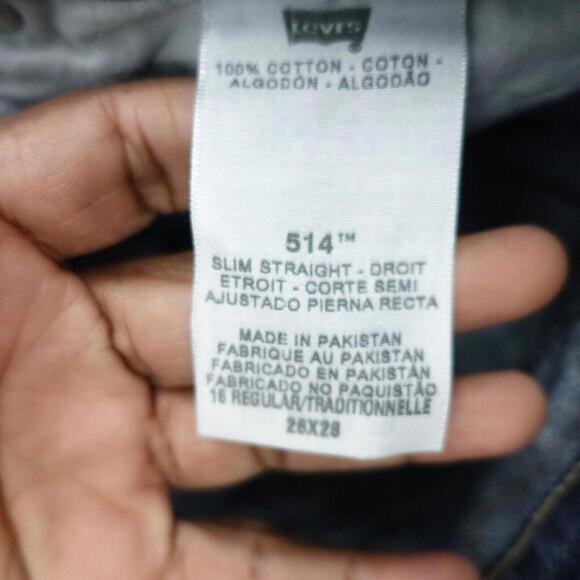 LEVI'S
100% COTTON - COTON -
ALGODÓN - ALGODÃO
514™
SLIM STRAIGHT - DROIT
ETROIT - CORTE SEMI
AJUSTADO PIERNA RECTA
MADE IN PAKISTAN
FABRIQUE AU PAKISTAN
FABRICADO EN PAKISTÁN
FABRICADO NO PAQUISTÃO
16 REGULAR/TRADITIONNELLE
28X28